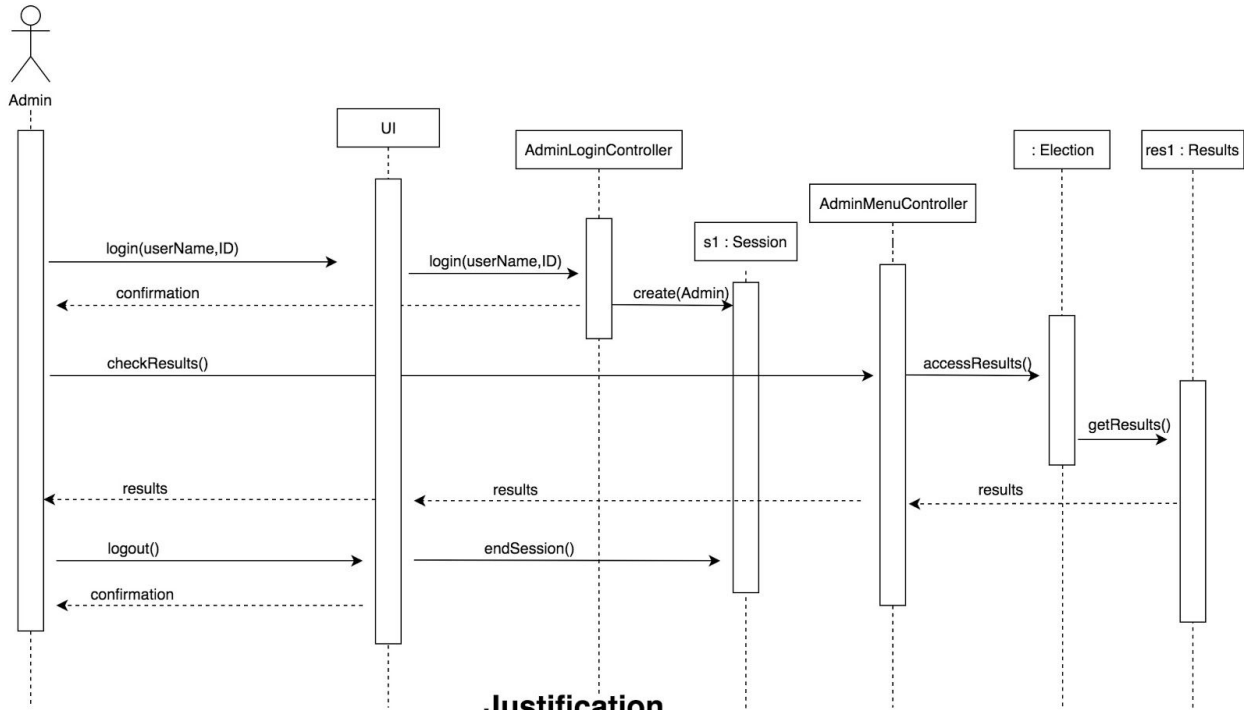 Admin
UI
AdminLoginController
: Election
res1 : Results
AdminMenuController
s1 : Session
login(userName,ID)
login(userName,ID)
confirmation
create(Admin)
checkResults()
accessResults()
getResults()
results
results
results
logout()
endSession()
confirmation
Justification